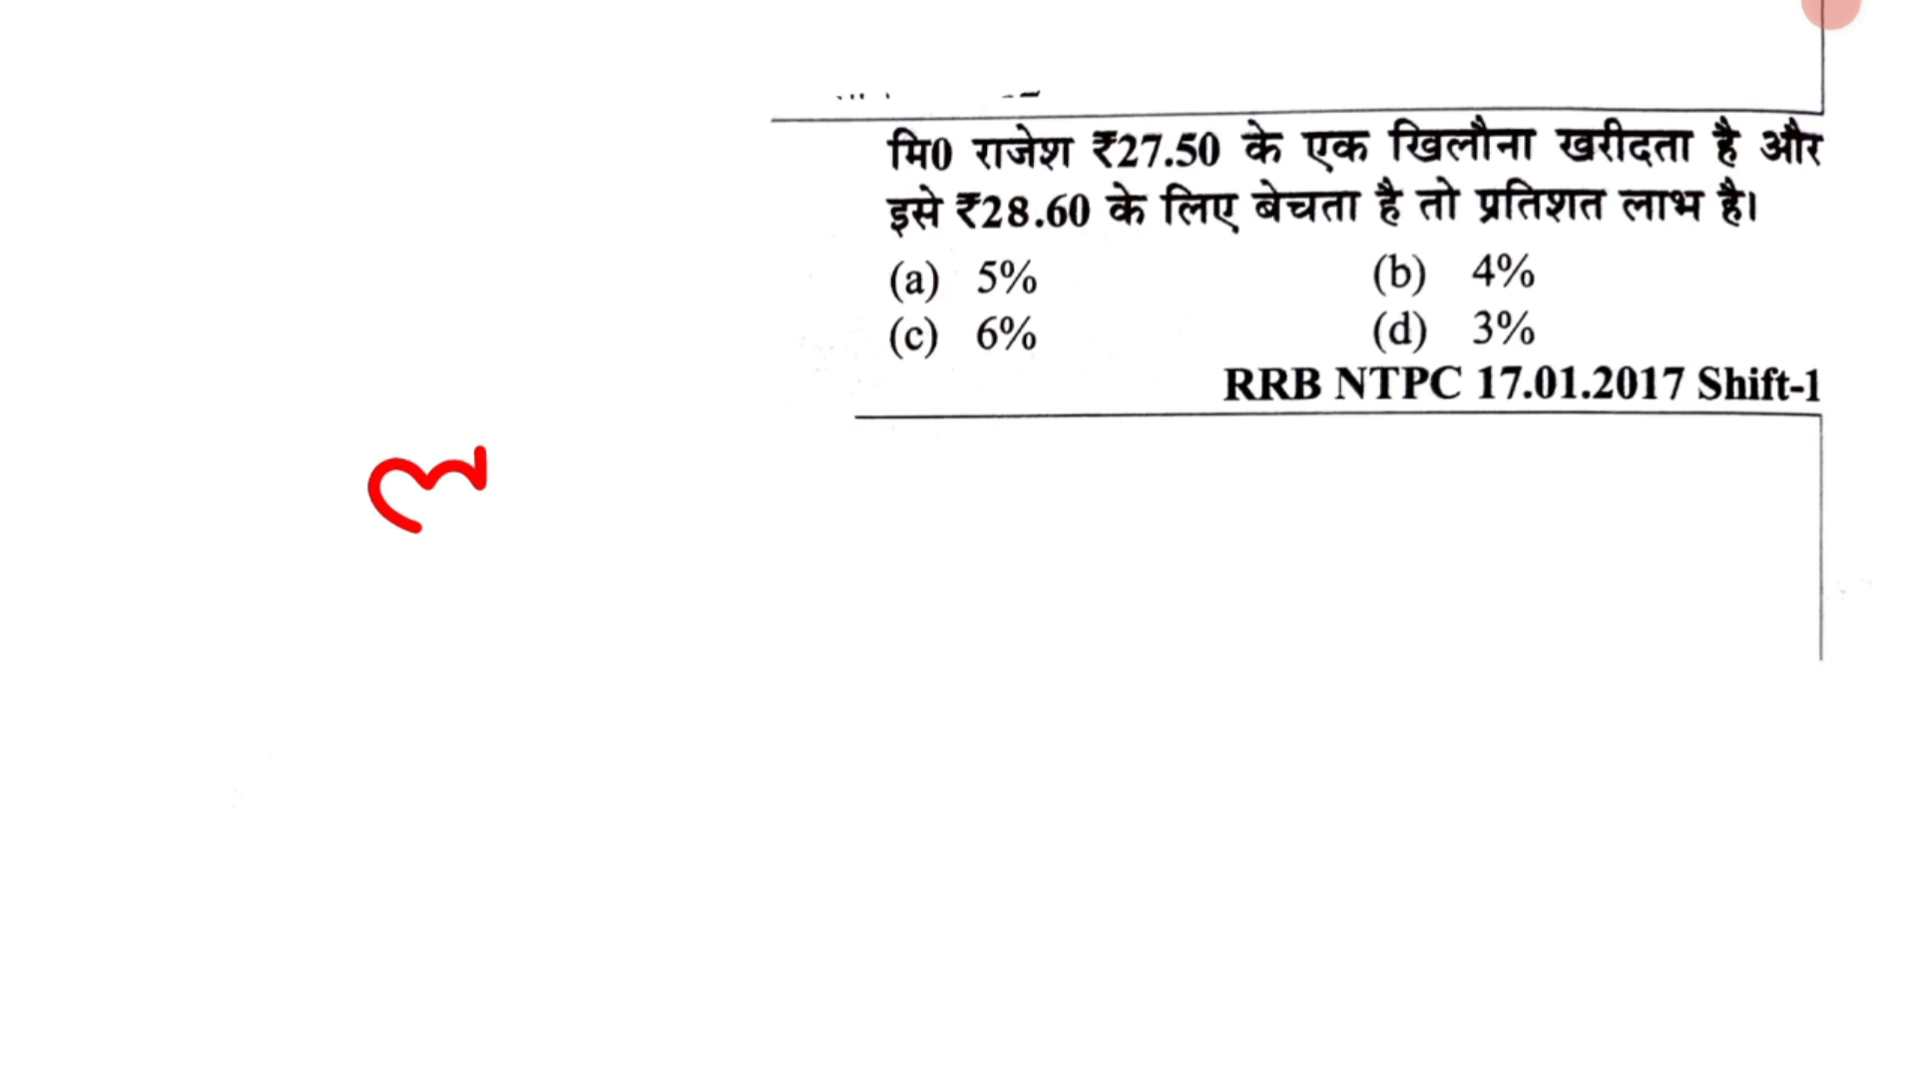 मि0 राजेश ₹27.50 के एक खिलौना खरीदता है और
इसे ₹28.60 के लिए बेचता है तो प्रतिशत लाभ है।
(a) 5% (b) 4%
(c) 6% (d) 3%
RRB NTPC 17.01.2017 Shift-1